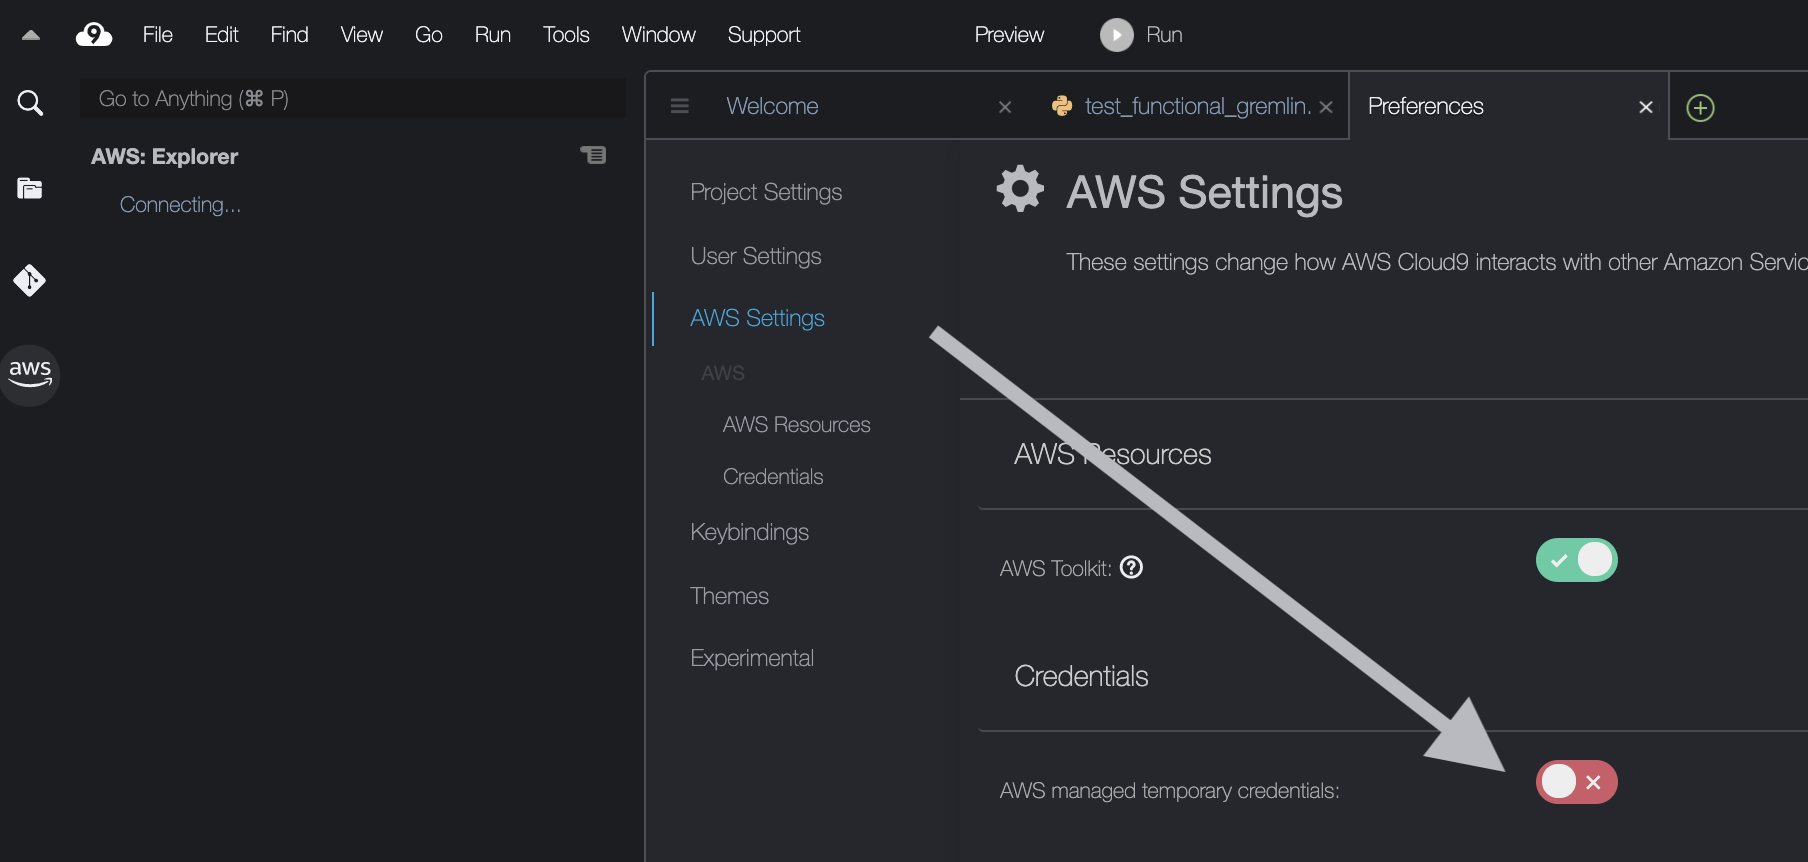 9 File Edit Find View Go Run Tools Window Support Preview Run
Go to Anything (⌘ P)
Welcome test_functional_gremlin. Preferences
AWS: Explorer
Connecting...
aws
Project Settings
User Settings
AWS Settings
AWS
AWS Resources
Credentials
Keybindings
Themes
Experimental
AWS Settings
These settings change how AWS Cloud9 interacts with other Amazon Servic
AWS Resources
AWS Toolkit: ?
Credentials
AWS managed temporary credentials: